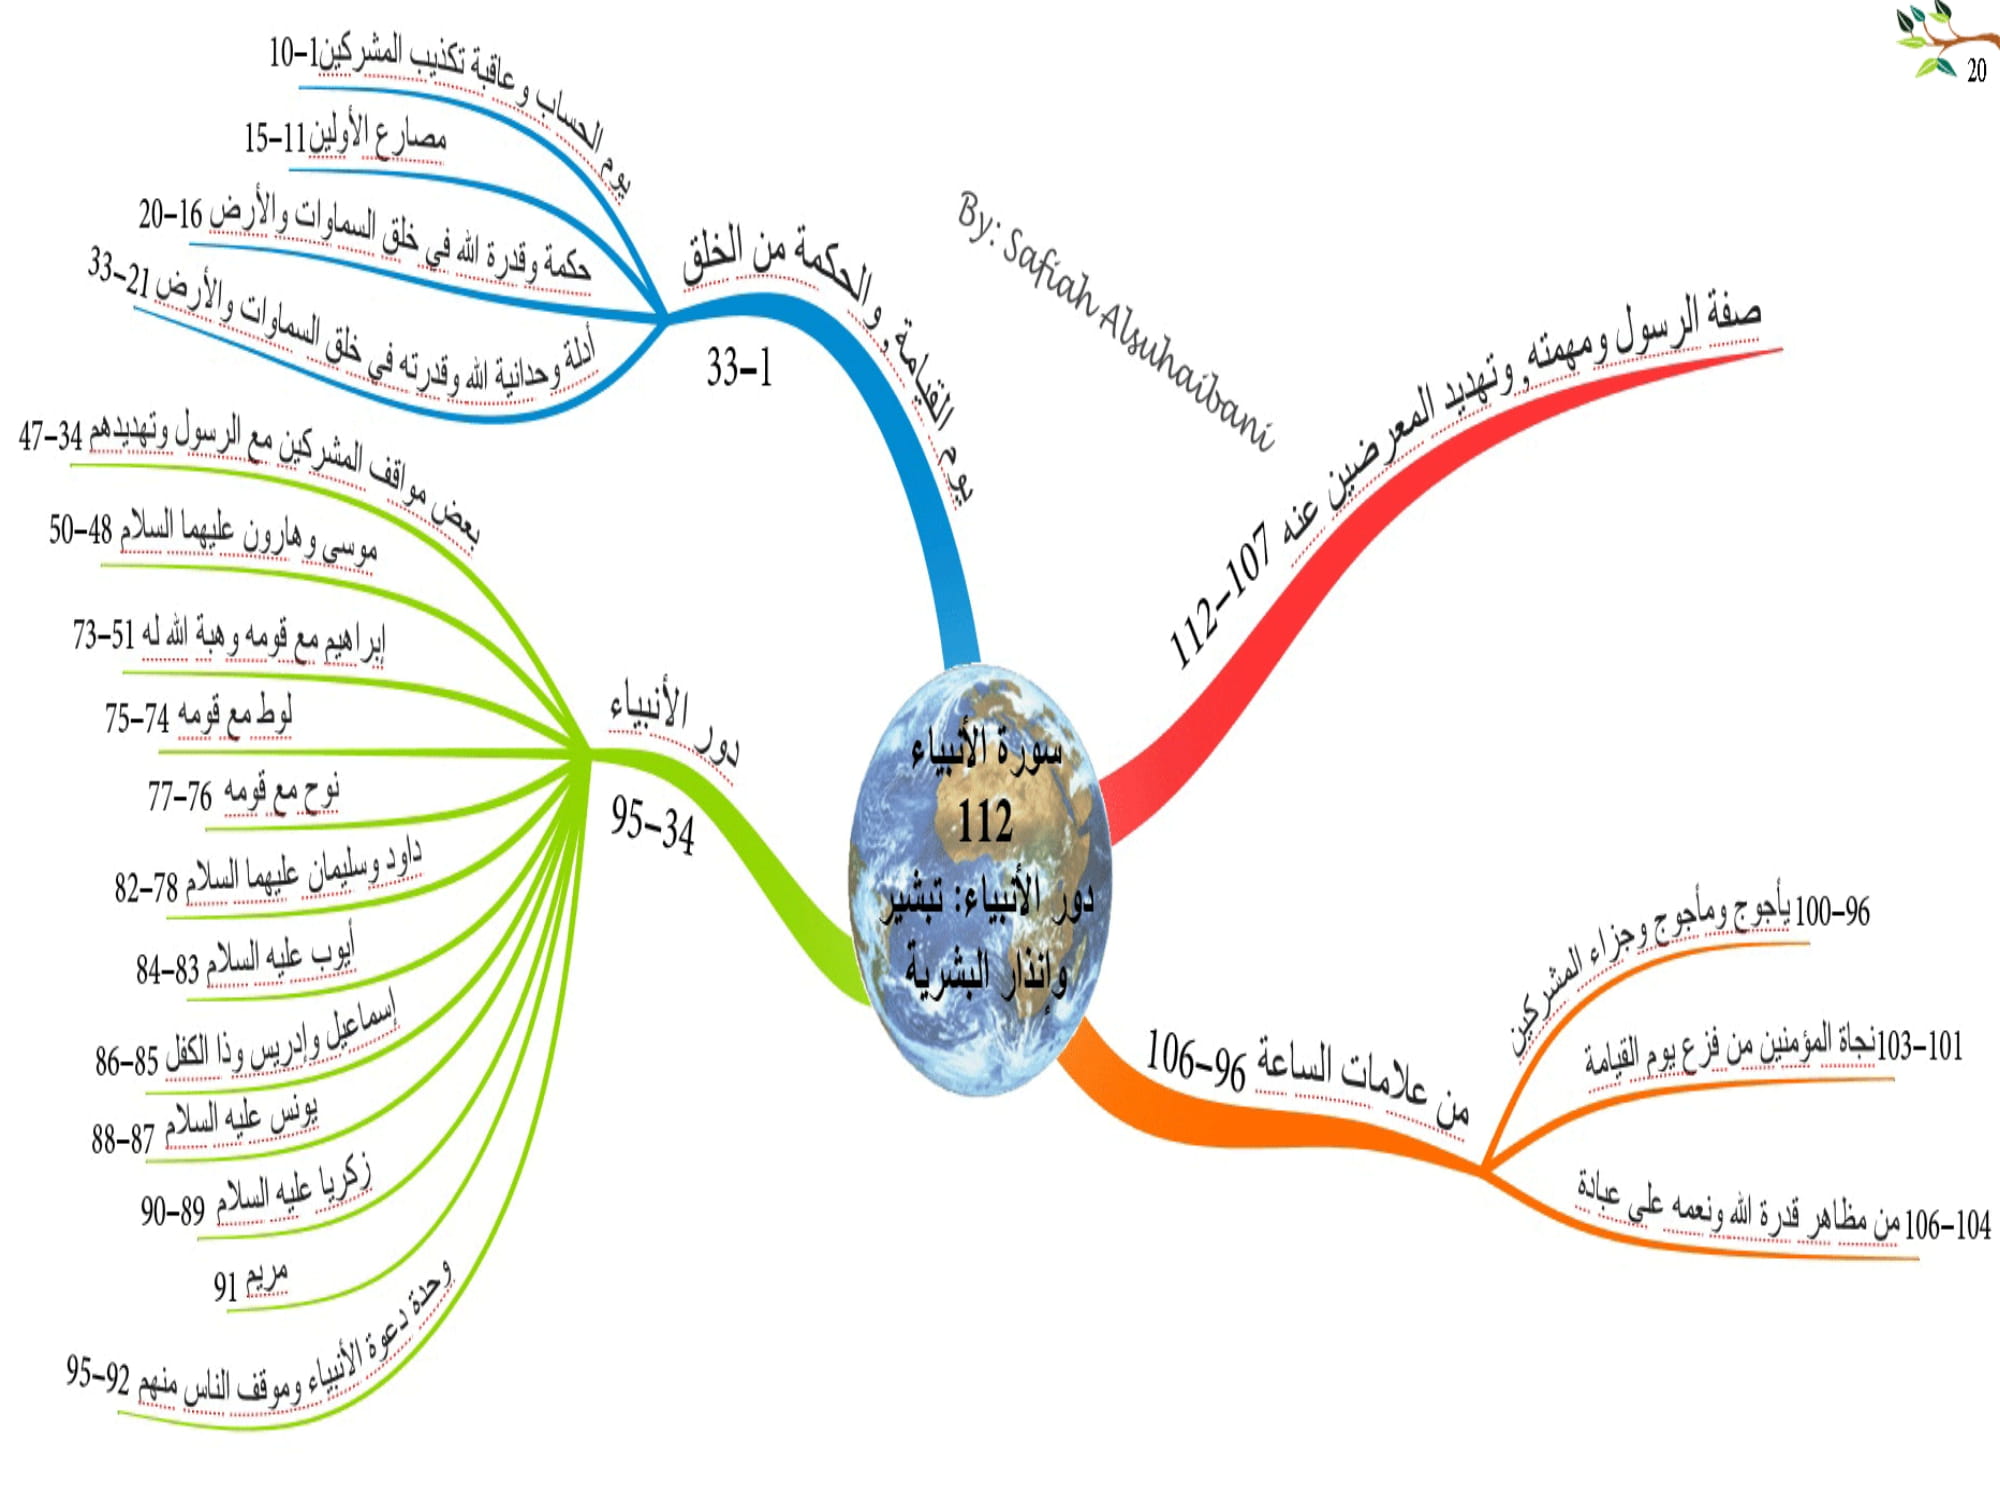 20
By: Safiah Alsuhaibani
سورة الأنبياء
112
دور الأنبياء: تبشير
وإنذار البشرية
يوم القيامة, والحكمة من الخلق
33–1
يوم الحساب وعاقبة تكذيب المشركين1–10
مصارع الأولين11–15
حكمة وقدرة الله في خلق السماوات والأرض 16–20
أدلة وحدانية الله وقدرته في خلق السماوات والأرض 21–33
دور الأنبياء
95–34
بعض مواقف المشركين مع الرسول وتهديدهم 34–47
موسى وهارون عليهما السلام 48–50
إبراهيم مع قومه وهبة الله له 51–73
لوط مع قومه 74–75
نوح مع قومه 76–77
داود وسليمان عليهما السلام 78–82
أيوب عليه السلام 83–84
إسماعيل وإدريس وذا الكفل 85–86
يونس عليه السلام 87–88
زكريا عليه السلام 89–90
مريم 91
وحدة دعوة الأنبياء وموقف الناس منهم 92–95
من علامات الساعة 96–106
100–96يأجوج ومأجوج وجزاء المشركين
103–101نجاة المؤمنين من فزع يوم القيامة
106–104من مظاهر قدرة الله ونعمه على عبادة
صفة الرسول ومهمته, وتهديد المعرضين عنه 107–112